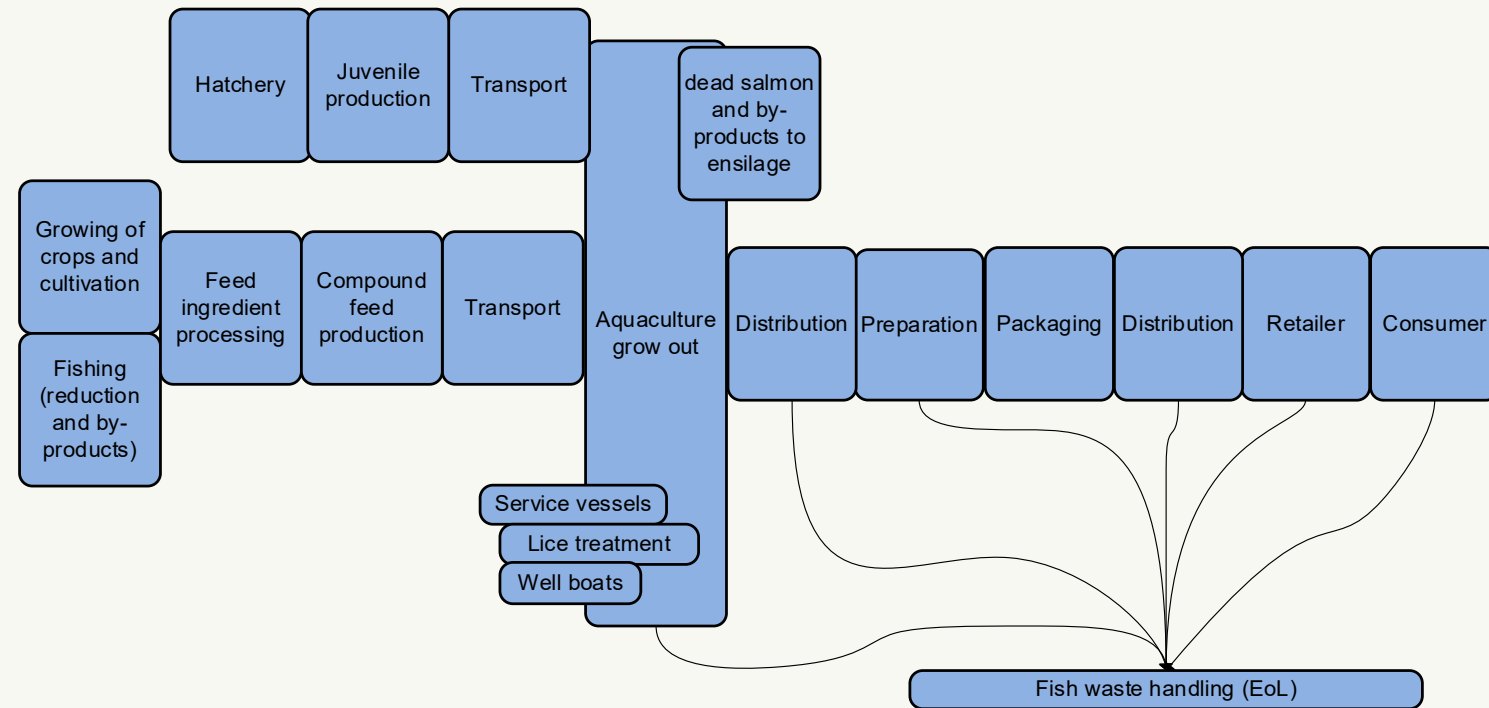 Hatchery
Juvenile
production
Transport
dead salmon
and by-
products to
ensilage
Growing of
crops and
cultivation
Fishing
(reduction
and by-
products)
Feed
ingredient
processing
Compound
feed
production
Transport
Aquaculture
grow out
Distribution
Preparation
Packaging
Distribution
Retailer
Consumer
Service vessels
Lice treatment
Well boats
Fish waste handling (EoL)